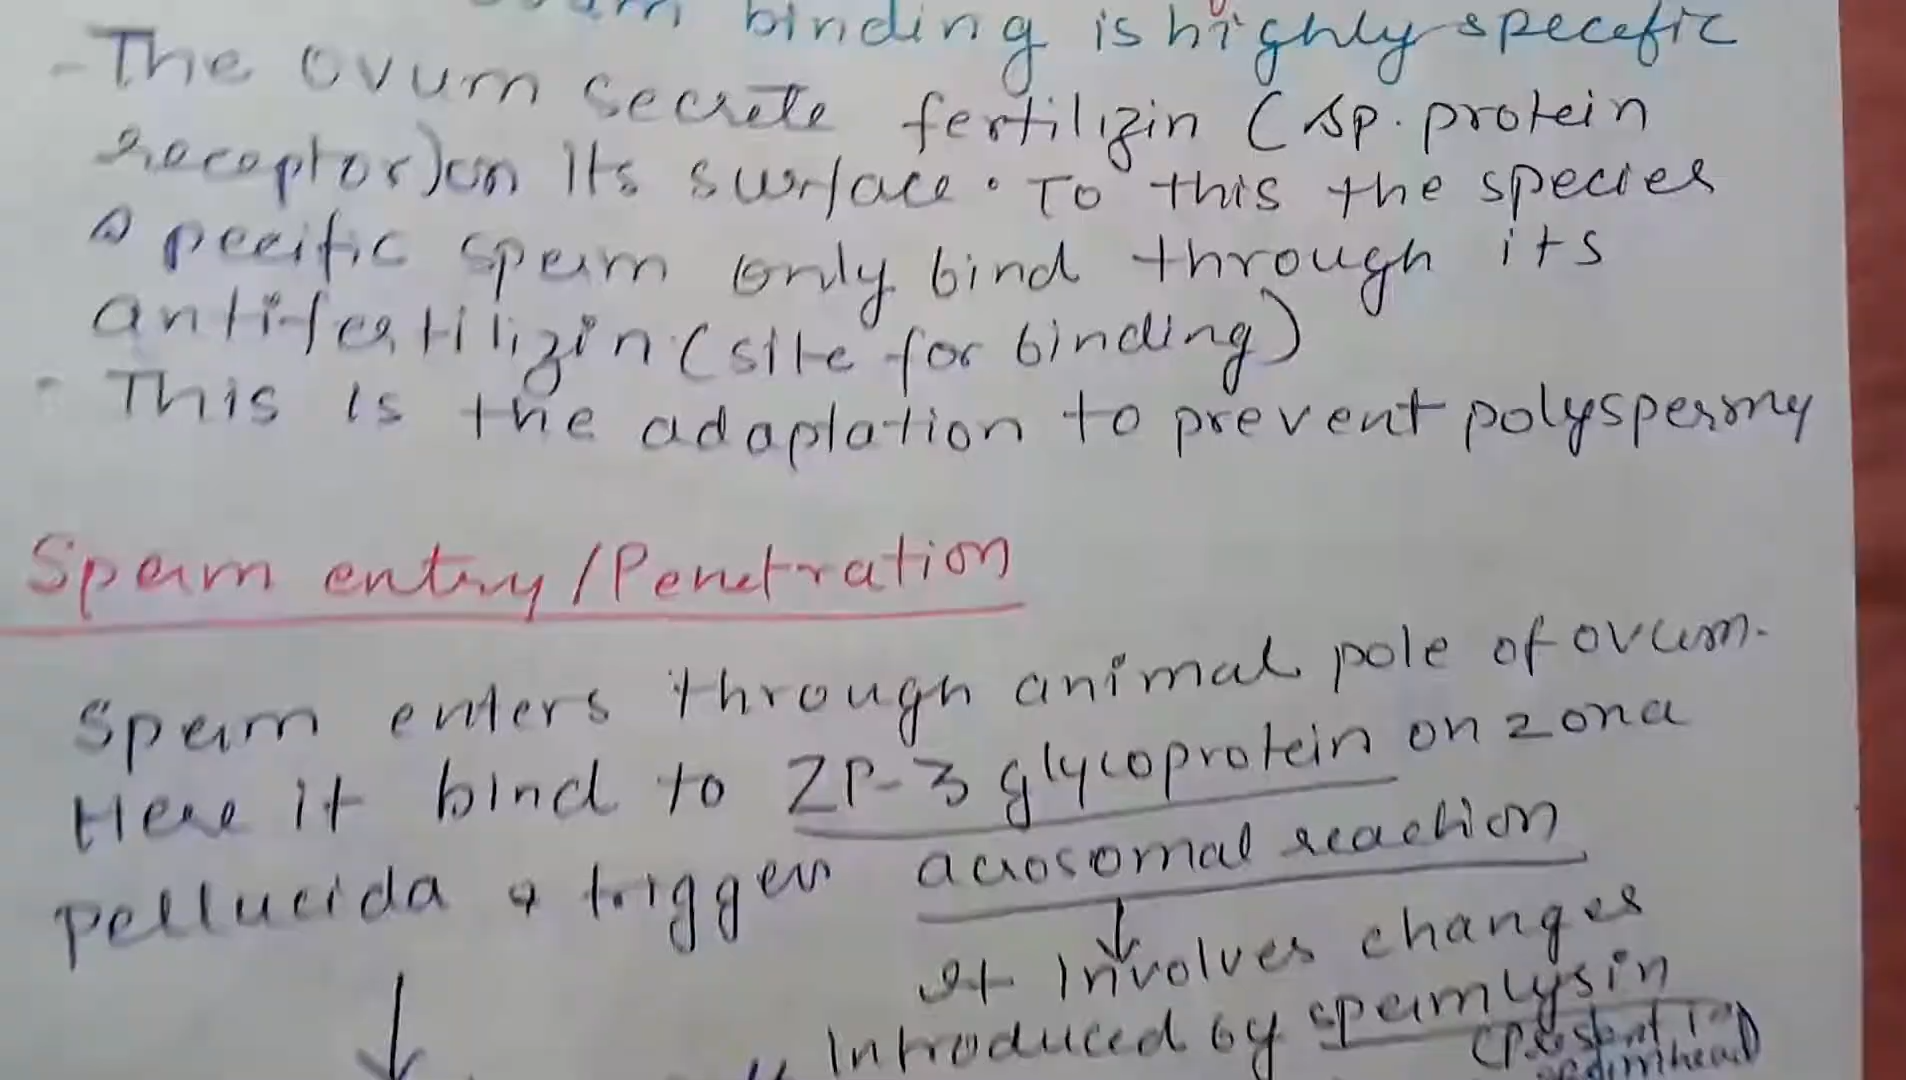 binding is highly specefic
- The ovum secrete fertilizin (sp. protein
receptor) on its surface. To this the species
specific sperm only bind through its
antifertilizin (site for binding)
- This is the adaptation to prevent polyspermy
Sperm entry/Penetration
Sperm enters through animal pole of ovum.
Here it bind to ZP-3 glycoprotein on zona
pellucida & trigger acrosomal reaction
↓
It involves changes
↓ Introduced by spermlysin
(Present in